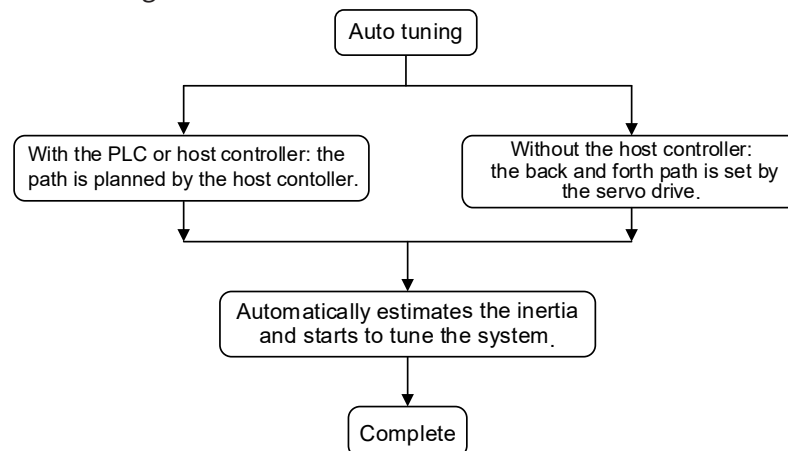 Auto tuning
With the PLC or host controller: the
path is planned by the host contoller.
Without the host controller:
the back and forth path is set by
the servo drive.
Automatically estimates the inertia
and starts to tune the system.
Complete